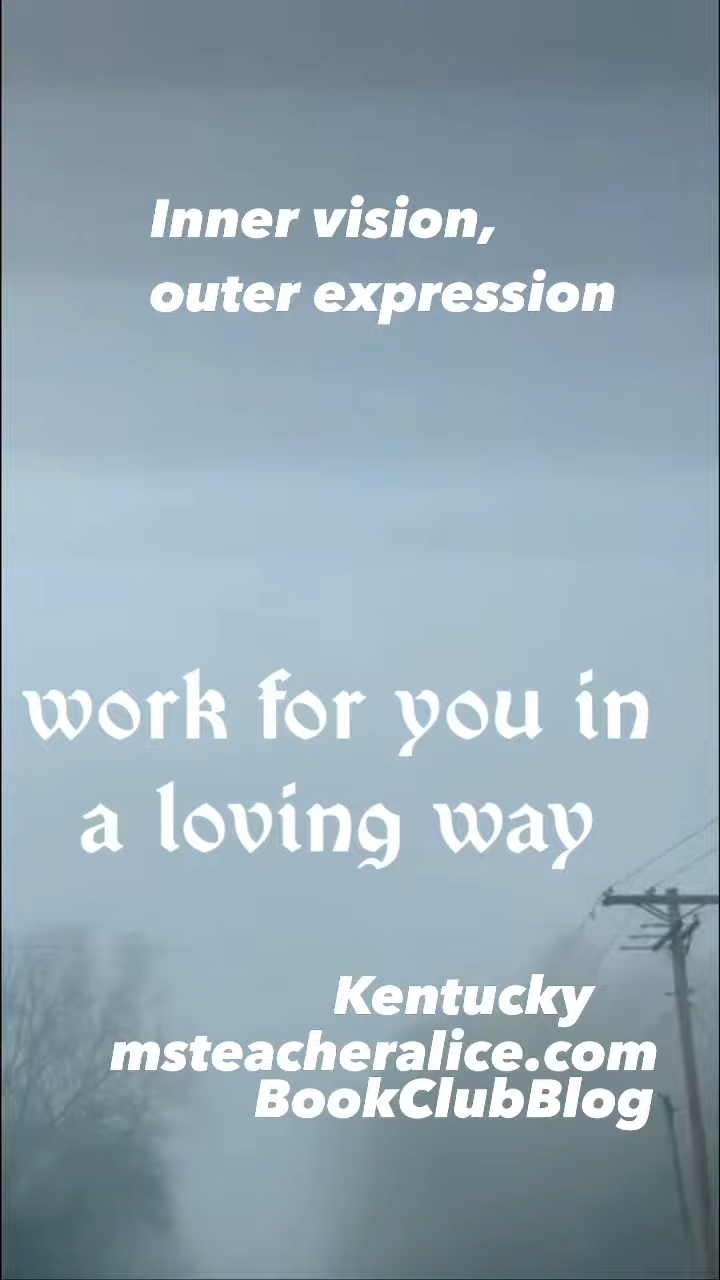 Inner vision,
outer expression
work for you in
a loving way
Kentucky
msteacheralice.com
BookClubBlog